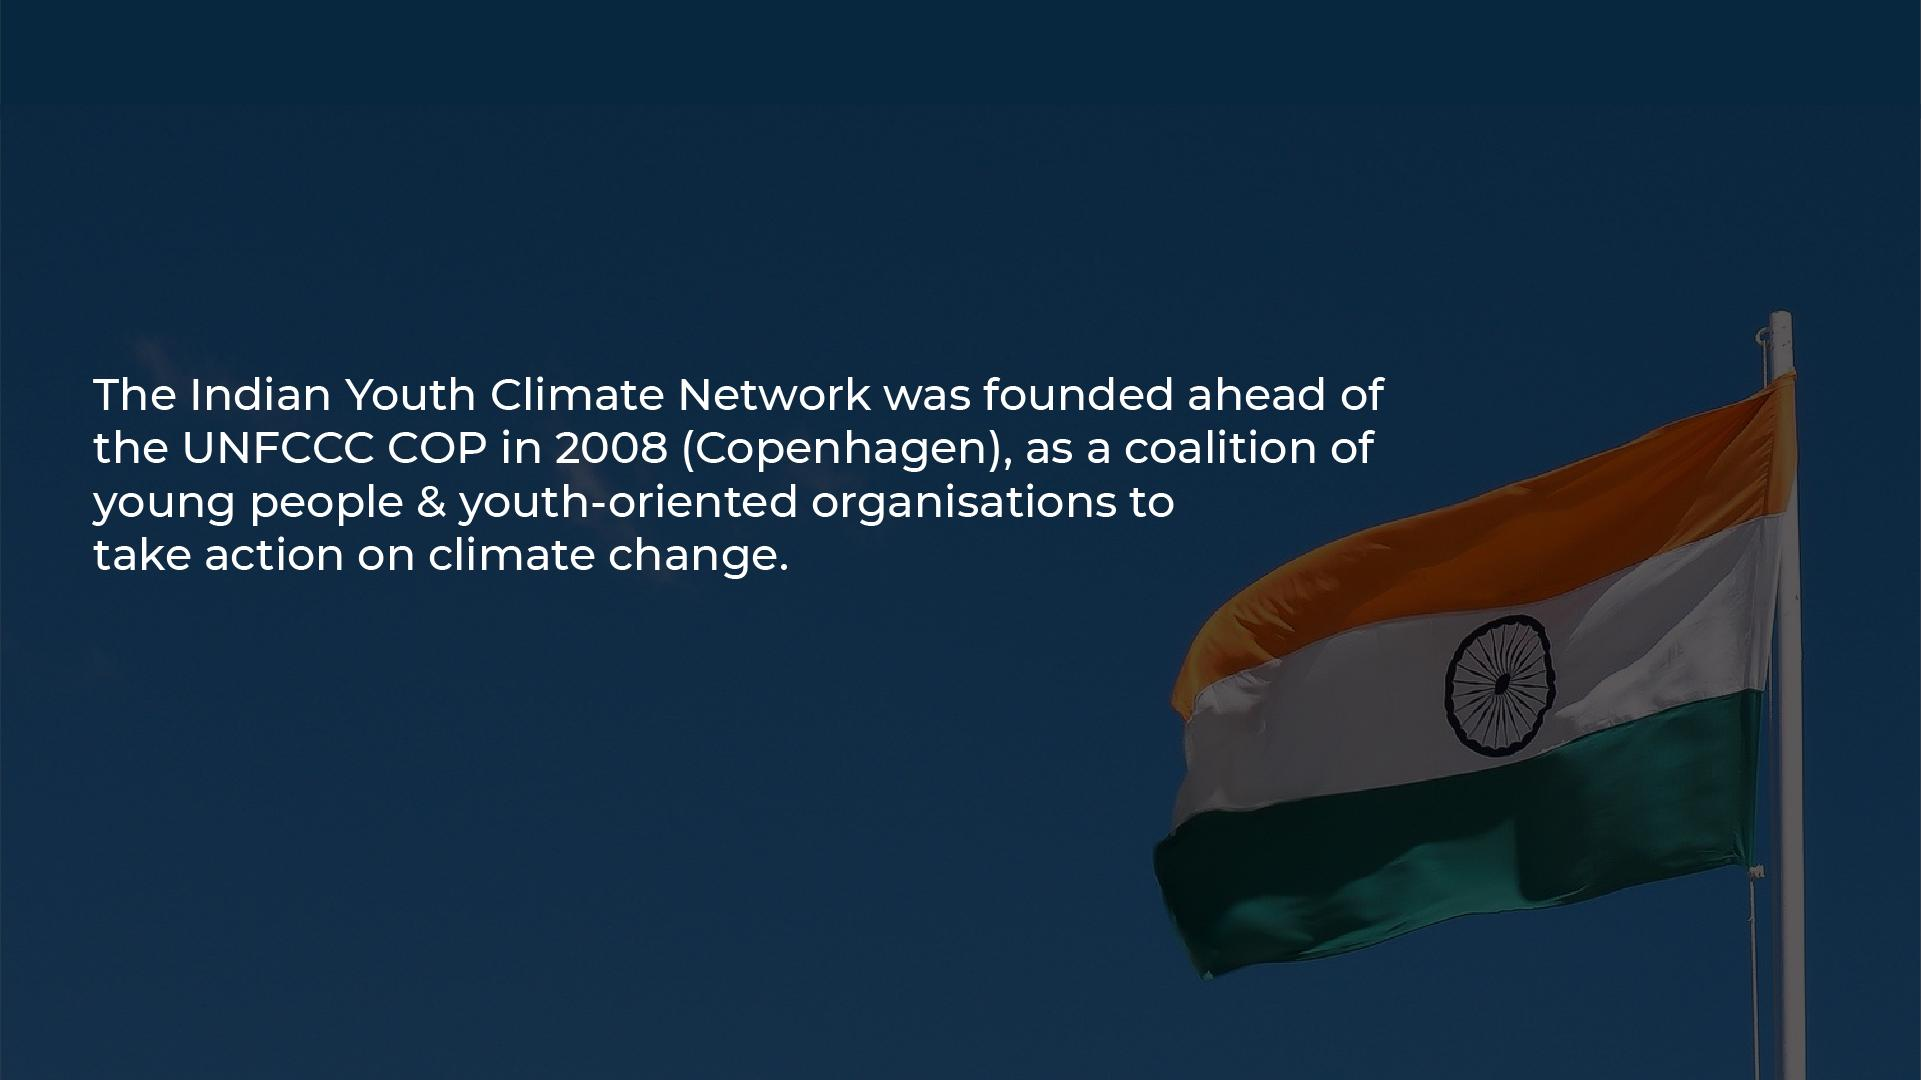 The Indian Youth Climate Network was founded ahead of
the UNFCCC COP in 2008 (Copenhagen), as a coalition of
young people & youth-oriented organisations to
take action on climate change.